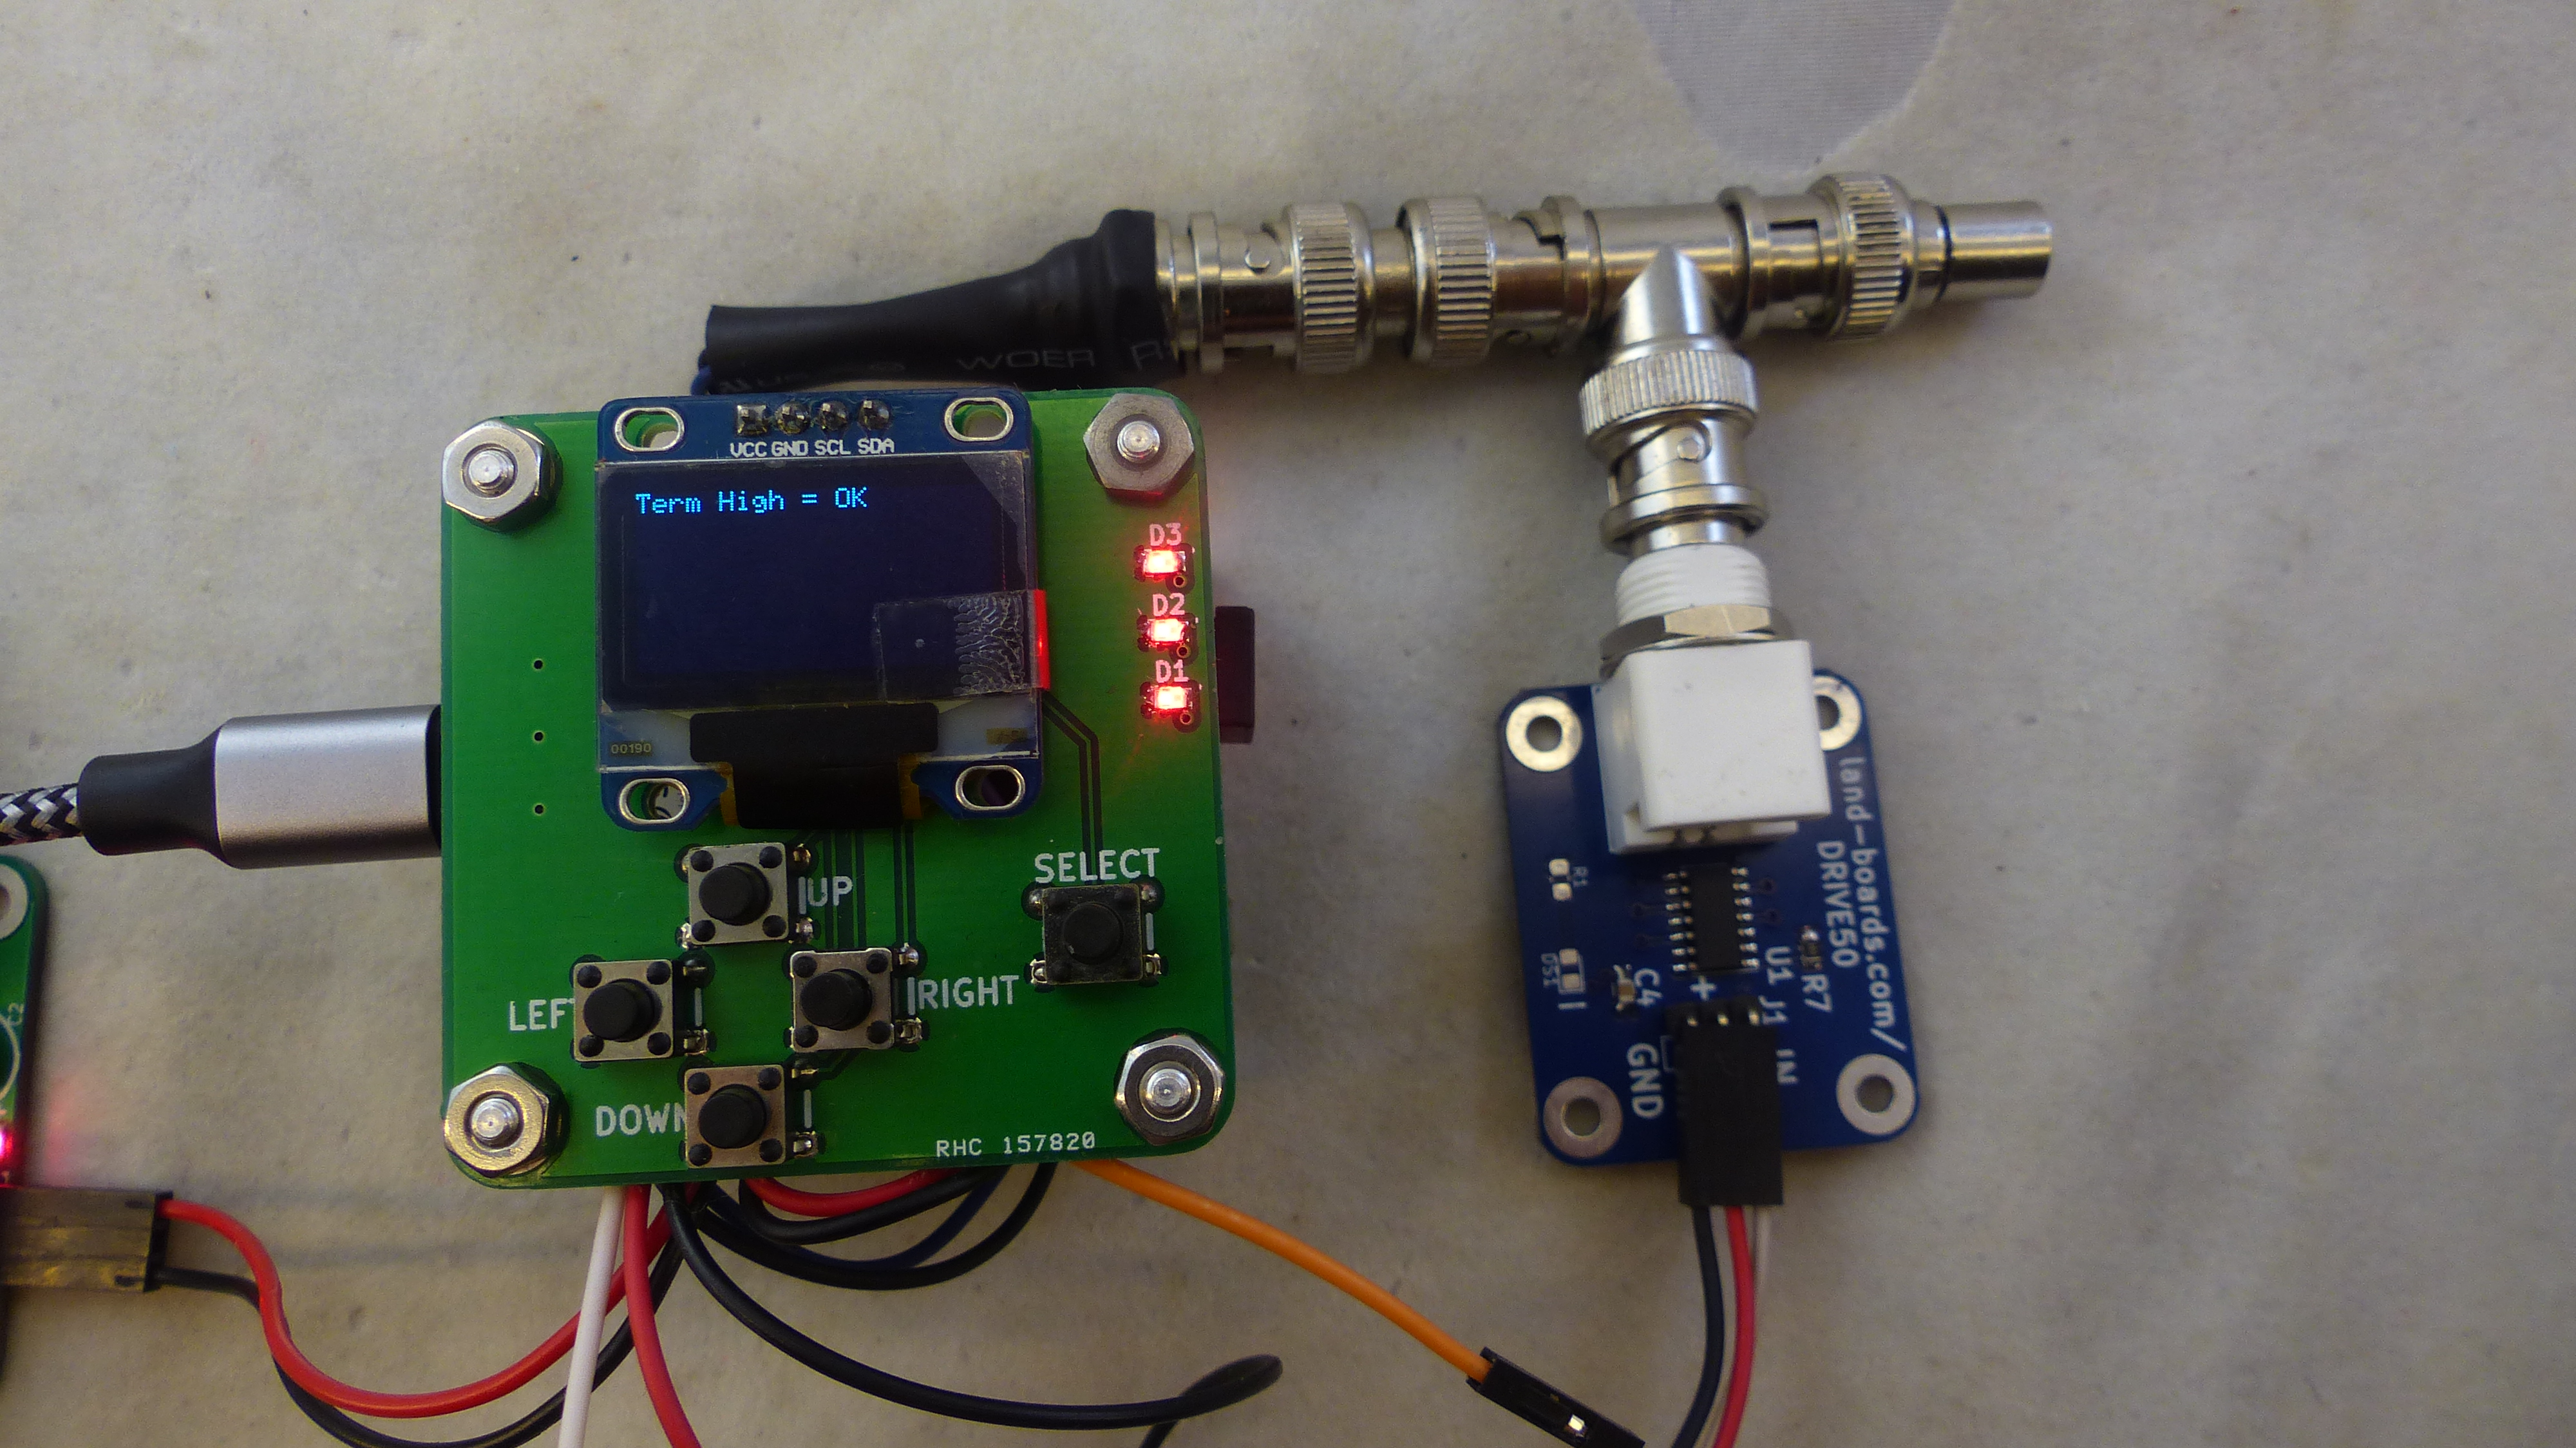 WOER
VCC GND SCL SDA
Term High = OK
D3
D2
D1
00190
UP
SELECT
LEFT
RIGHT
DOWN
RHC 157820
land-boards.com/
DRIVE50
R1
DS1
C4
+
U1
R7
J1
GND
IN
C2